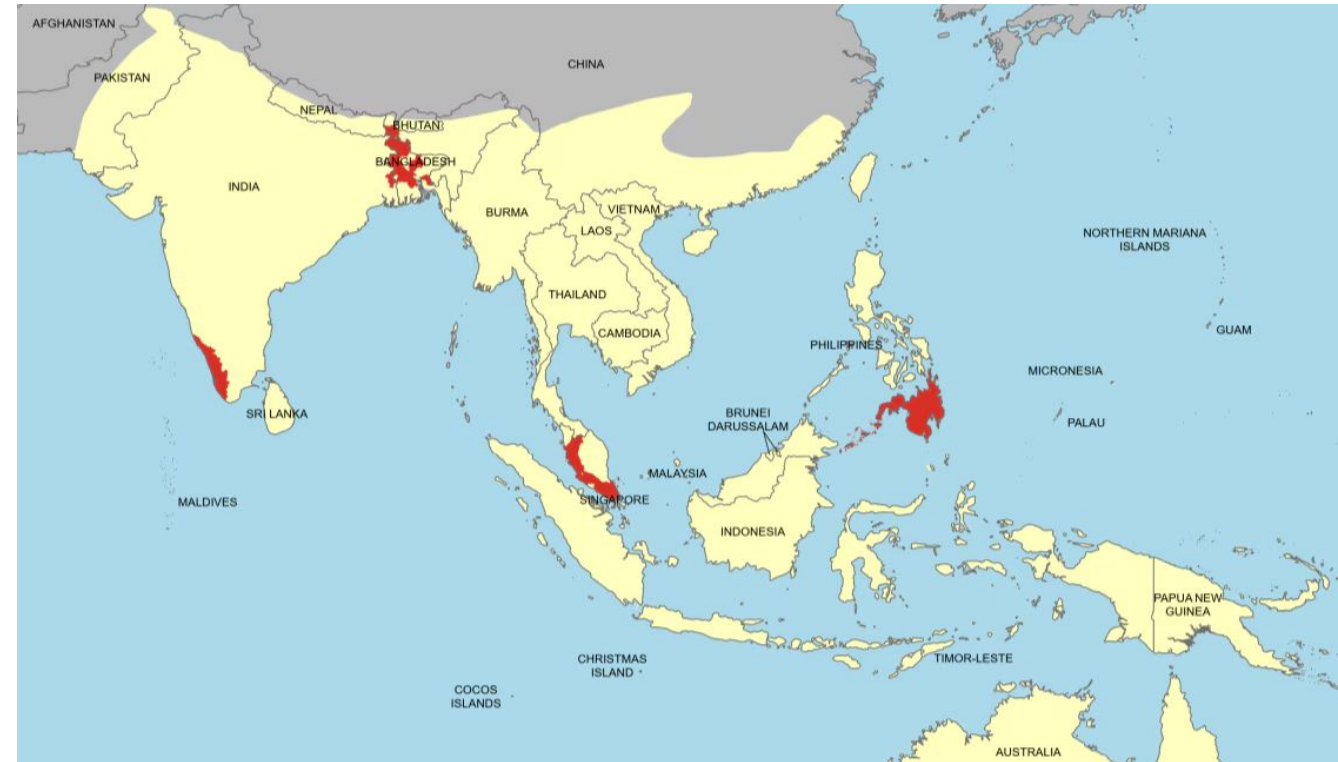 AFGHANISTAN
CHINA
PAKISTAN
NEPAL
BHUTAN
BANGLADESH
INDIA
BURMA
VIETNAM
LAOS
NORTHERN MARIANA
ISLANDS
THAILAND
CAMBODIA
GUAM
PHILIPPINES
MICRONESIA
SRI LANKA
BRUNEI
DARUSSALAM
PALAU
MALAYSIA
MALDIVES
SINGAPORE
INDONESIA
PAPUA NEW
GUINEA
CHRISTMAS
ISLAND
TIMOR-LESTE
COCOS
ISLANDS
AUSTRALIA